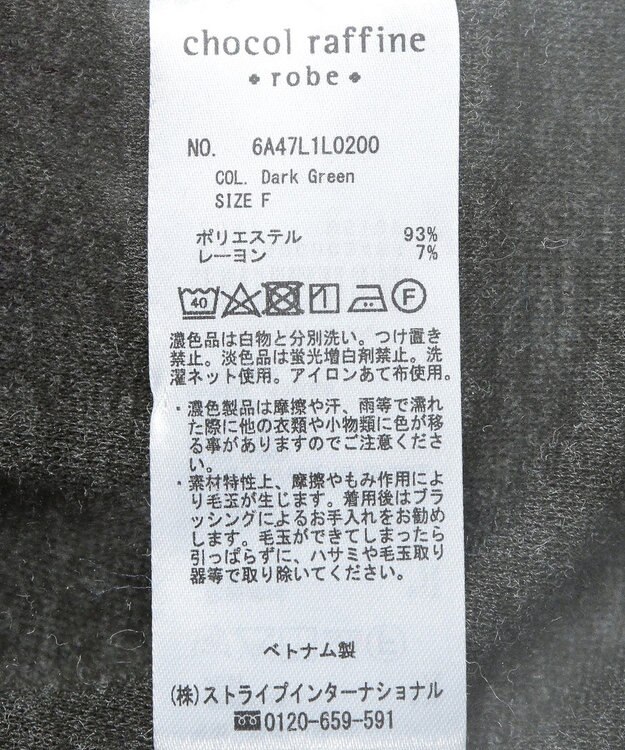 chocol raffine
robe
NO. 6A47L1L0200
COL. Dark Green
SIZE F
ポリエステル 93%
レーヨン 7%
40 F
濃色品は白物と分別洗い。つけ置き
禁止。淡色品は蛍光増白剤禁止。洗
濯ネット使用。アイロンあて布使用。
・濃色製品は摩擦や汗、雨等で濡れ
た際に他の衣類や小物類に色が移
る事がありますのでご注意くださ
い。
・素材特性上、摩擦やもみ作用によ
り毛玉が生じます。着用後はブラ
ッシングによるお手入れをお勧め
します。毛玉ができてしまったら
引っぱらずに、ハサミや毛玉取り
器等で取り除いてください。
ベトナム製
(株)ストライプインターナショナル
0120-659-591